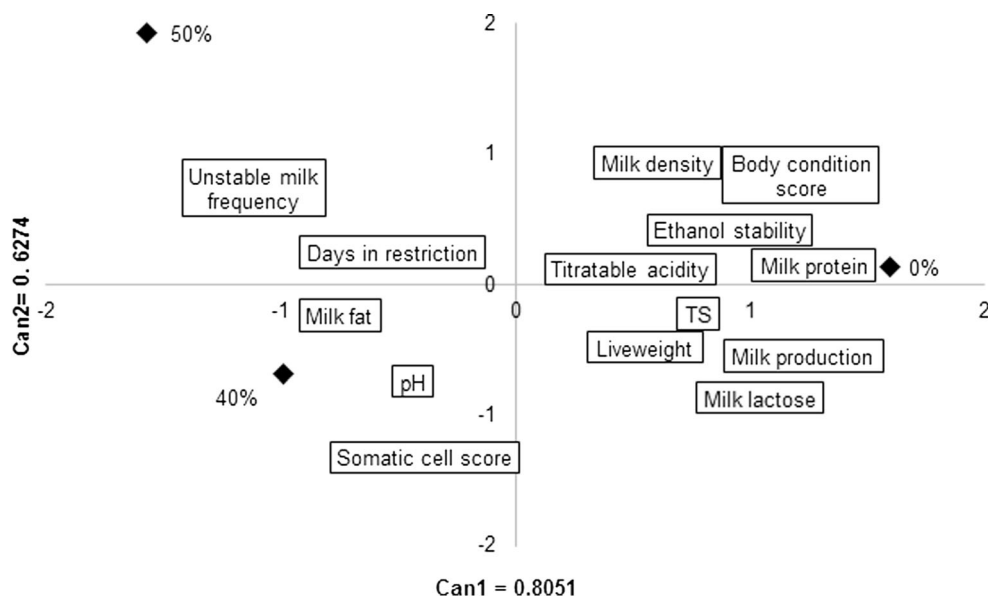 2
50%
1
Milk density
Body condition
score
Unstable milk
frequency
Ethanol stability
Days in restriction
Titratable acidity
Milk protein
0%
0
-2
-1
0
1
2
Milk fat
TS
Liveweight
Milk production
40%
pH
Milk lactose
-1
Somatic cell score
-2
Can2= 0. 6274
Can1 = 0.8051